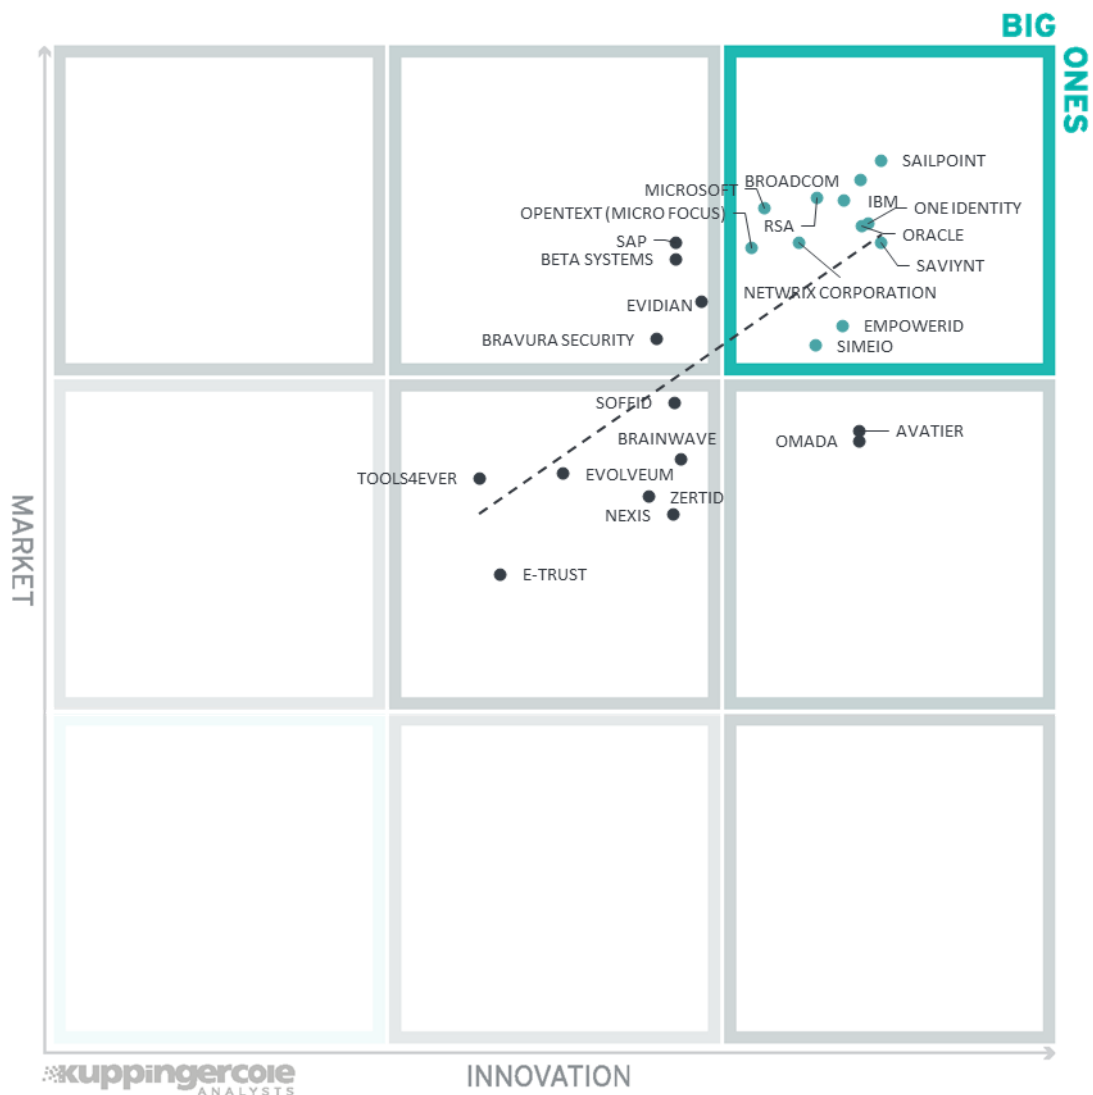 BIG
ONES
SAILPOINT
BROADCOM
MICROSOFT
IBM
ONE IDENTITY
OPENTEXT (MICRO FOCUS)
RSA
ORACLE
SAP
BETA SYSTEMS
SAVIYNT
NETWRIX CORPORATION
EVIDIAN
EMPOWERID
BRAVURA SECURITY
SIMEIO
SOFFID
AVATIER
BRAINWAVE
OMADA
TOOLS4EVER
EVOLVEUM
ZERTID
NEXIS
MARKET
E-TRUST
kuppingercole
ANALYSTS
INNOVATION